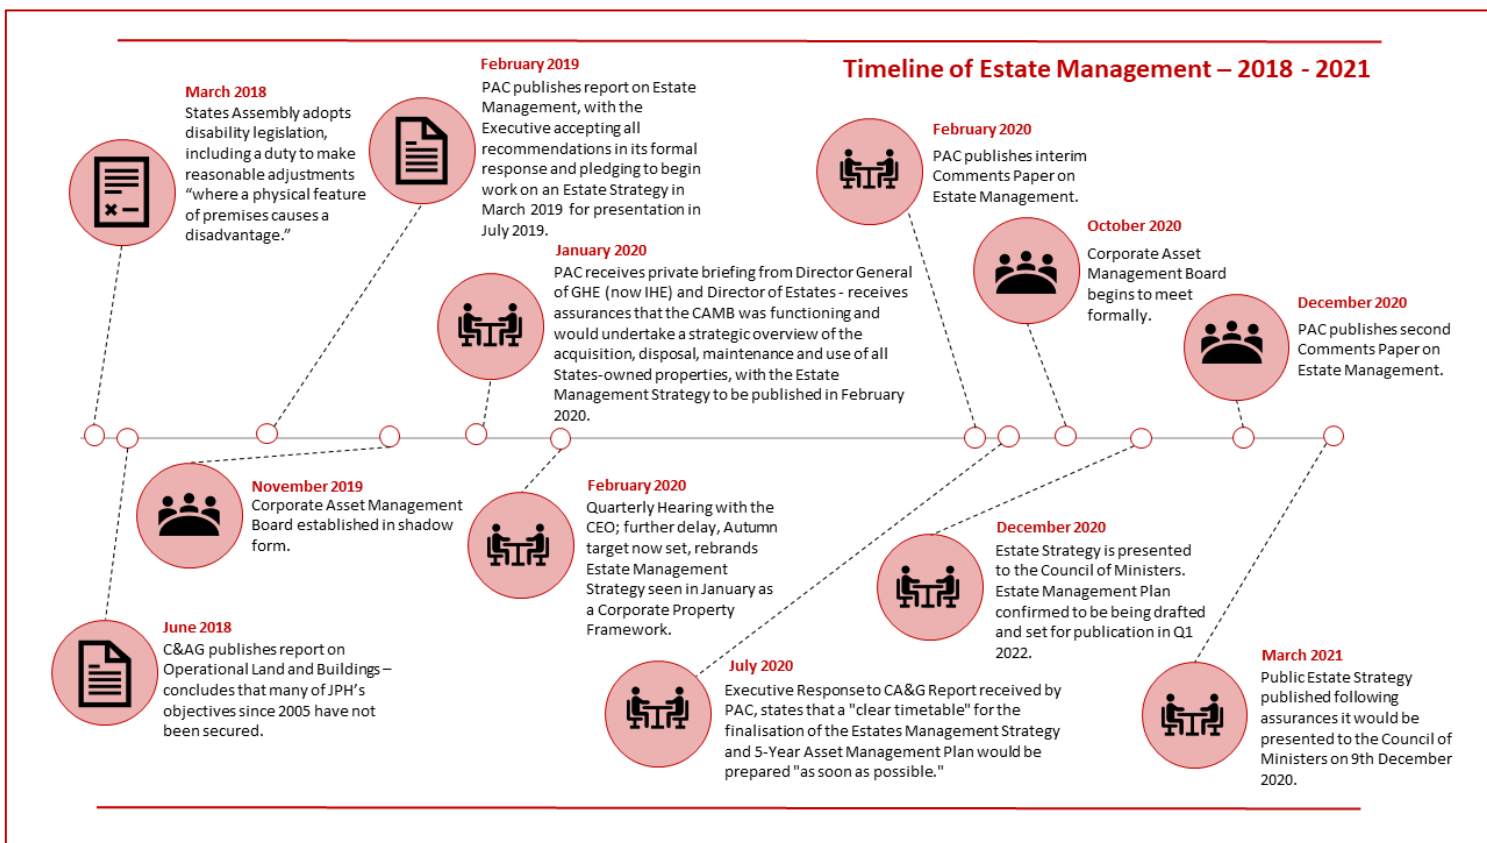 Timeline of Estate Management – 2018 - 2021
March 2018
States Assembly adopts
disability legislation,
including a duty to make
reasonable adjustments
“where a physical feature
of premises causes a
disadvantage.”
February 2019
PAC publishes report on Estate
Management, with the
Executive accepting all
recommendations in its formal
response and pledging to begin
work on an Estate Strategy in
March 2019 for presentation in
July 2019.
January 2020
PAC receives private briefing from Director General
of GHE (now IHE) and Director of Estates - receives
assurances that the CAMB was functioning and
would undertake a strategic overview of the
acquisition, disposal, maintenance and use of all
States-owned properties, with the Estate
Management Strategy to be published in February
2020.
February 2020
PAC publishes interim
Comments Paper on
Estate Management.
October 2020
Corporate Asset
Management Board
begins to meet
formally.
December 2020
PAC publishes second
Comments Paper on
Estate Management.
November 2019
Corporate Asset Management
Board established in shadow
form.
June 2018
C&AG publishes report on
Operational Land and Buildings –
concludes that many of JPH’s
objectives since 2005 have not
been secured.
February 2020
Quarterly Hearing with the
CEO; further delay, Autumn
target now set, rebrands
Estate Management
Strategy seen in January as
a Corporate Property
Framework.
July 2020
Executive Response to CA&G Report received by
PAC, states that a "clear timetable" for the
finalisation of the Estates Management Strategy
and 5-Year Asset Management Plan would be
prepared "as soon as possible."
December 2020
Estate Strategy is presented
to the Council of Ministers.
Estate Management Plan
confirmed to be being drafted
and set for publication in Q1
2022.
March 2021
Public Estate Strategy
published following
assurances it would be
presented to the Council of
Ministers on 9th December
2020.